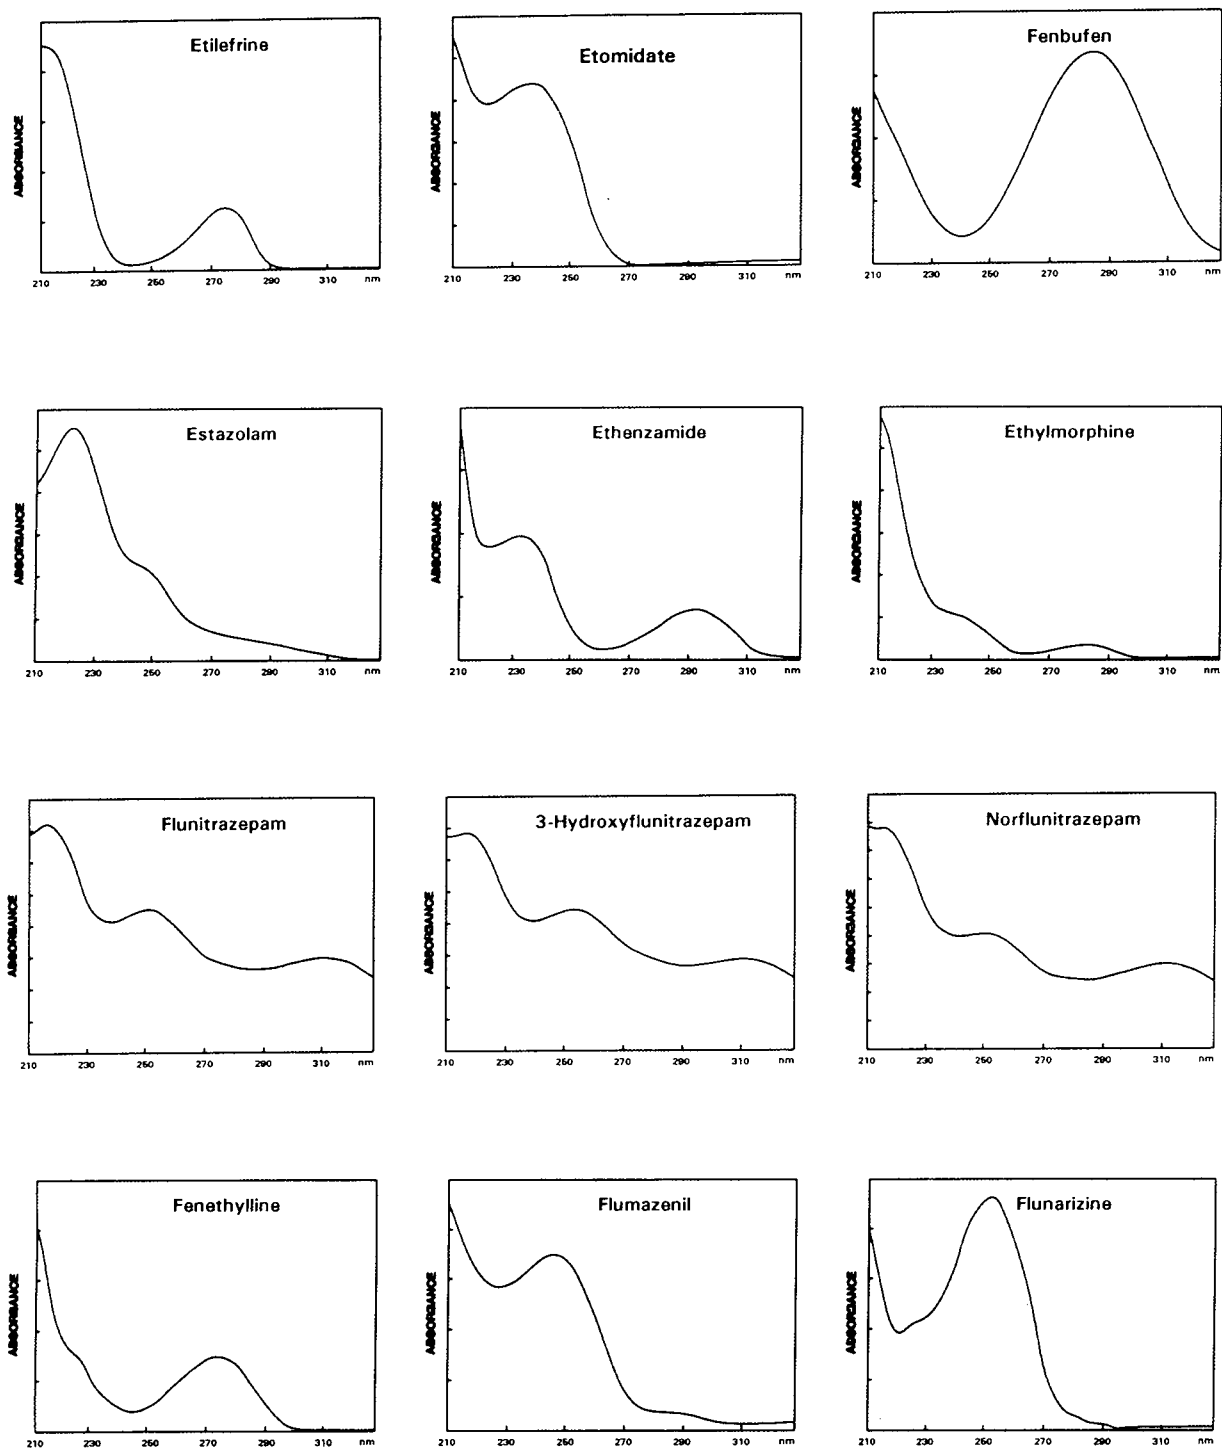 Etilefrine
ABSORBANCE
210 230 250 270 290 310 nm
Etomidate
ABSORBANCE
210 230 250 270 290 310 nm
Fenbufen
ABSORBANCE
210 230 250 270 290 310 nm
Estazolam
ABSORBANCE
210 230 250 270 290 310 nm
Ethenzamide
ABSORBANCE
210 230 250 270 290 310 nm
Ethylmorphine
ABSORBANCE
210 230 250 270 290 310 nm
Flunitrazepam
ABSORBANCE
210 230 250 270 290 310 nm
3-Hydroxyflunitrazepam
ABSORBANCE
210 230 250 270 290 310 nm
Norflunitrazepam
ABSORBANCE
210 230 250 270 290 310 nm
Fenethylline
ABSORBANCE
210 230 250 270 290 310 nm
Flumazenil
ABSORBANCE
210 230 250 270 290 310 nm
Flunarizine
ABSORBANCE
210 230 250 270 290 310 nm